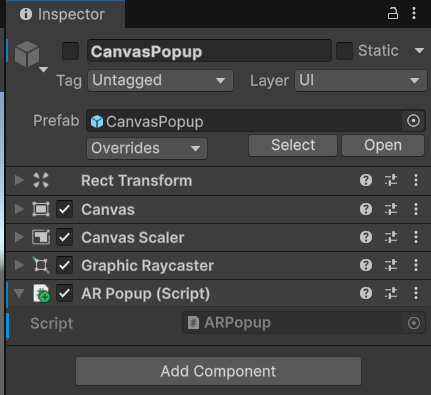 Inspector
CanvasPopup Static
Tag Untagged Layer UI
Prefab CanvasPopup
Overrides Select Open
Rect Transform
Canvas
Canvas Scaler
Graphic Raycaster
AR Popup (Script)
Script ARPopup
Add Component